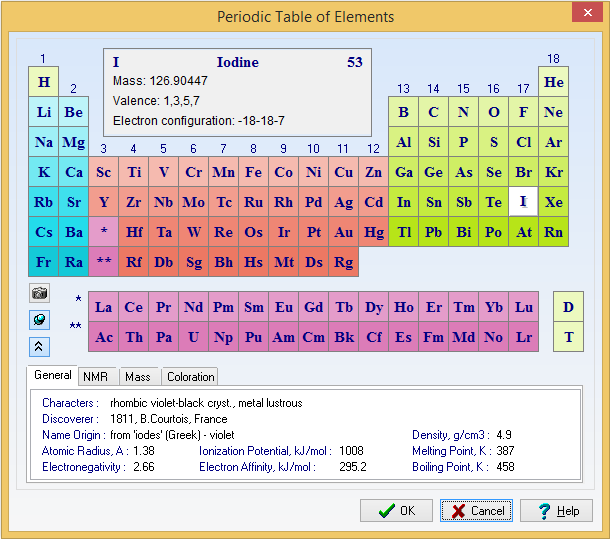 Periodic Table of Elements
1 18
I Iodine 53
Mass: 126.90447
Valence: 1,3,5,7
Electron configuration: -18-18-7
H He
2 13 14 15 16 17
Li Be B C N O F Ne
Na Mg Al Si P S Cl Ar
3 4 5 6 7 8 9 10 11 12
K Ca Sc Ti V Cr Mn Fe Co Ni Cu Zn Ga Ge As Se Br Kr
Rb Sr Y Zr Nb Mo Tc Ru Rh Pd Ag Cd In Sn Sb Te I Xe
Cs Ba * Hf Ta W Re Os Ir Pt Au Hg Tl Pb Bi Po At Rn
Fr Ra ** Rf Db Sg Bh Hs Mt Ds Rg
* La Ce Pr Nd Pm Sm Eu Gd Tb Dy Ho Er Tm Yb Lu D
** Ac Th Pa U Np Pu Am Cm Bk Cf Es Fm Md No Lr T
General NMR Mass Coloration
Characters : rhombic violet-black cryst., metal lustrous
Discoverer : 1811, B.Courtois, France
Name Origin : from 'iodes' (Greek) - violet Density, g/cm3 : 4.9
Atomic Radius, A : 1.38 Ionization Potential, kJ/mol : 1008 Melting Point, K : 387
Electronegativity : 2.66 Electron Affinity, kJ/mol : 295.2 Boiling Point, K : 458
OK Cancel Help